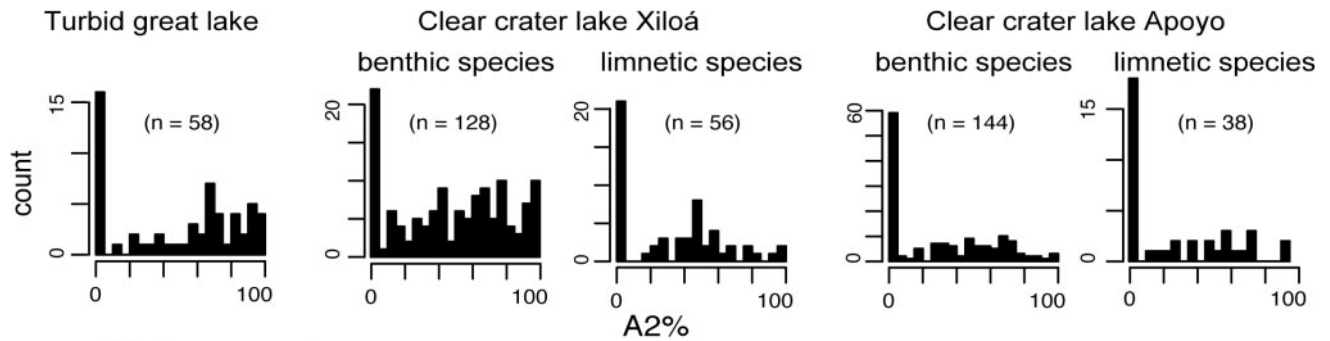 Turbid great lake
Clear crater lake Xiloá
Clear crater lake Apoyo
benthic species
limnetic species
benthic species
limnetic species
(n = 58)
(n = 128)
(n = 56)
(n = 144)
(n = 38)
count
15
0
20
0
20
0
60
0
15
0
0
100
0
100
0
100
0
100
0
100
A2%